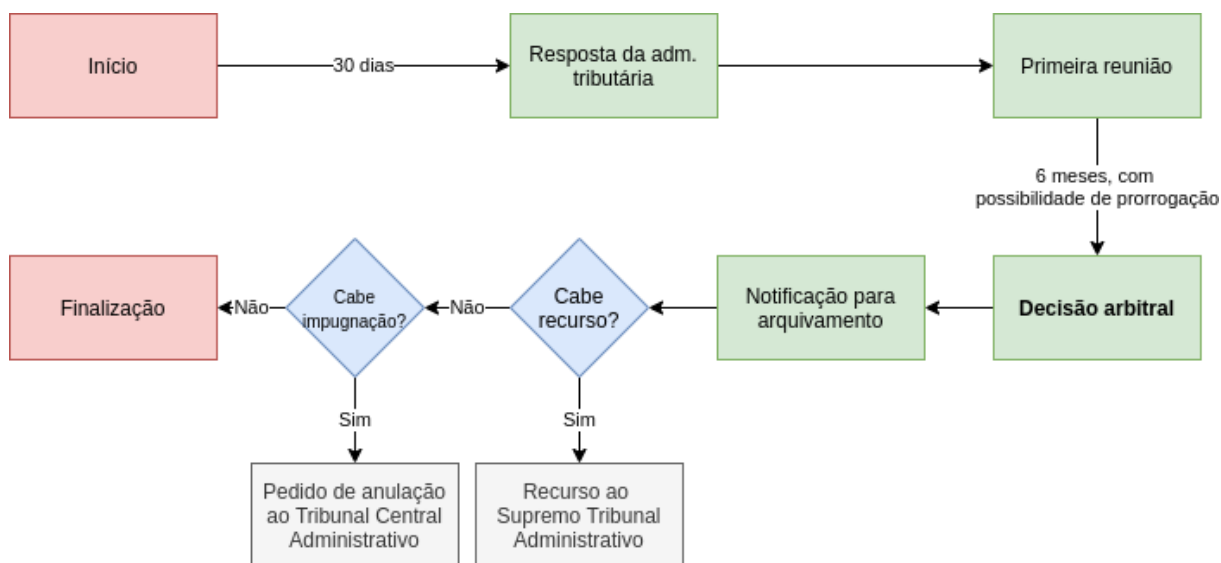 Início
30 dias
Resposta da adm.
tributária
Primeira reunião
6 meses, com
possibilidade de prorrogação
Decisão arbitral
Notificação para
arquivamento
Cabe
recurso?
Não
Cabe
impugnação?
Não
Finalização
Sim
Sim
Pedido de anulação
ao Tribunal Central
Administrativo
Recurso ao
Supremo Tribunal
Administrativo